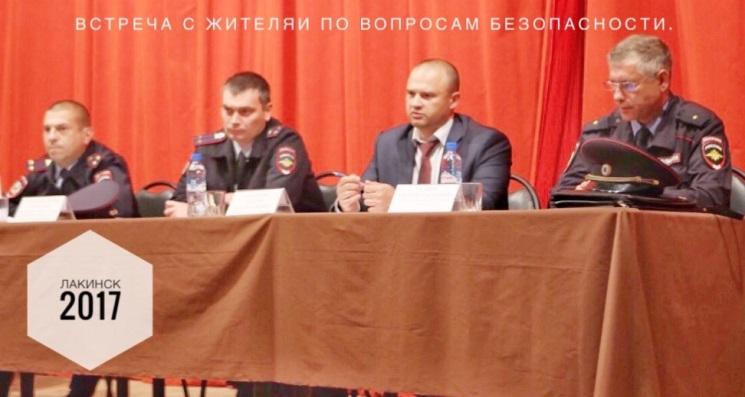 ВСТРЕЧА С ЖИТЕЛЯИ ПО ВОПРОСАМ БЕЗОПАСНОСТИ.
ЛАКИНСК
2017